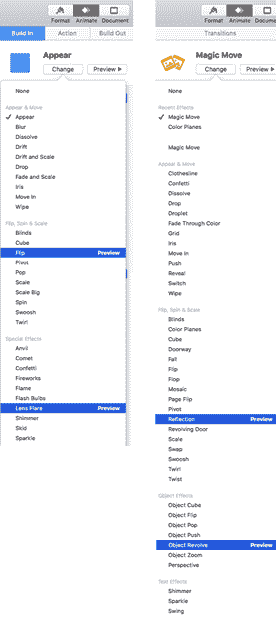 Format Animate Document
Build In Action Build Out
Appear
Change Preview
None
Appear & Move
✓ Appear
Blur
Dissolve
Drift
Drift and Scale
Drop
Fade and Scale
Iris
Move In
Wipe
Flip, Spin & Scale
Blinds
Cube
Flip Preview
Pivot
Pop
Scale
Scale Big
Spin
Swoosh
Twirl
Special Effects
Anvil
Comet
Confetti
Fireworks
Flame
Flash Bulbs
Lens Flare Preview
Shimmer
Skid
Sparkle
Format Animate Document
Transitions
Magic Move
Change Preview
None
Recent Effects
✓ Magic Move
Color Planes
Magic Move
Appear & Move
Clothesline
Confetti
Dissolve
Drop
Droplet
Fade Through Color
Grid
Iris
Move In
Push
Reveal
Switch
Wipe
Flip, Spin & Scale
Blinds
Color Planes
Cube
Doorway
Fall
Flip
Flop
Mosaic
Page Flip
Pivot
Reflection Preview
Revolving Door
Scale
Swap
Swoosh
Twirl
Twist
Object Effects
Object Cube
Object Flip
Object Pop
Object Push
Object Revolve Preview
Object Zoom
Perspective
Text Effects
Shimmer
Sparkle
Swing